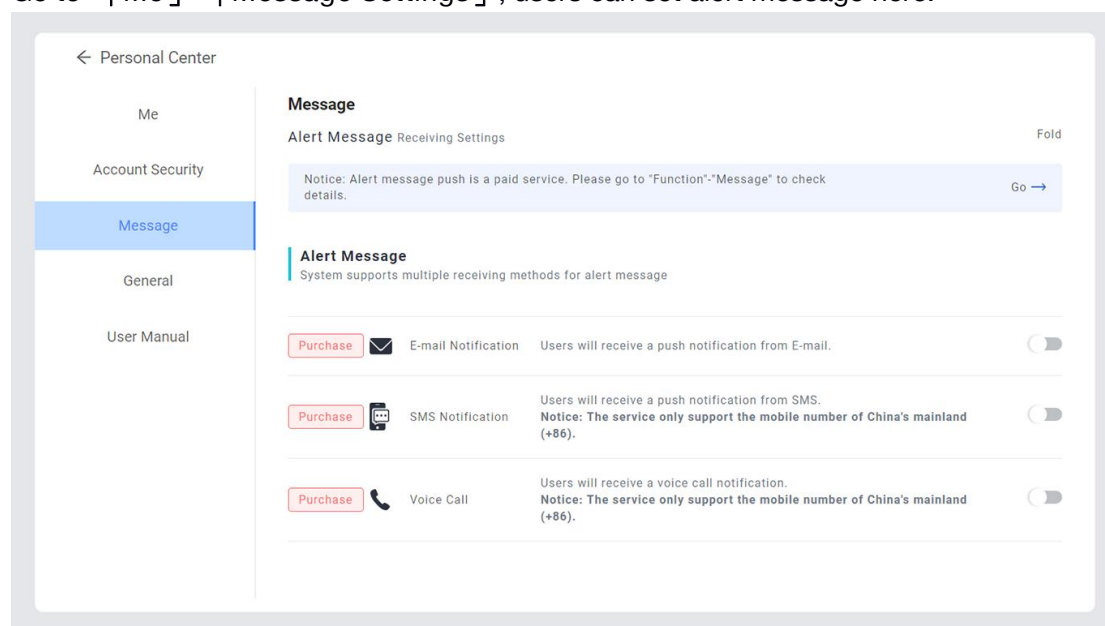 Go to "[Me]"-"[Message Settings]", users can set alert message here.
← Personal Center
Me
Account Security
Message
General
User Manual
Message
Alert Message Receiving Settings
Fold
Notice: Alert message push is a paid service. Please go to "Function"-"Message" to check
details.
Go →
Alert Message
System supports multiple receiving methods for alert message
Purchase E-mail Notification Users will receive a push notification from E-mail.
Purchase SMS Notification Users will receive a push notification from SMS.
Notice: The service only support the mobile number of China's mainland
(+86).
Purchase Voice Call Users will receive a voice call notification.
Notice: The service only support the mobile number of China's mainland
(+86).